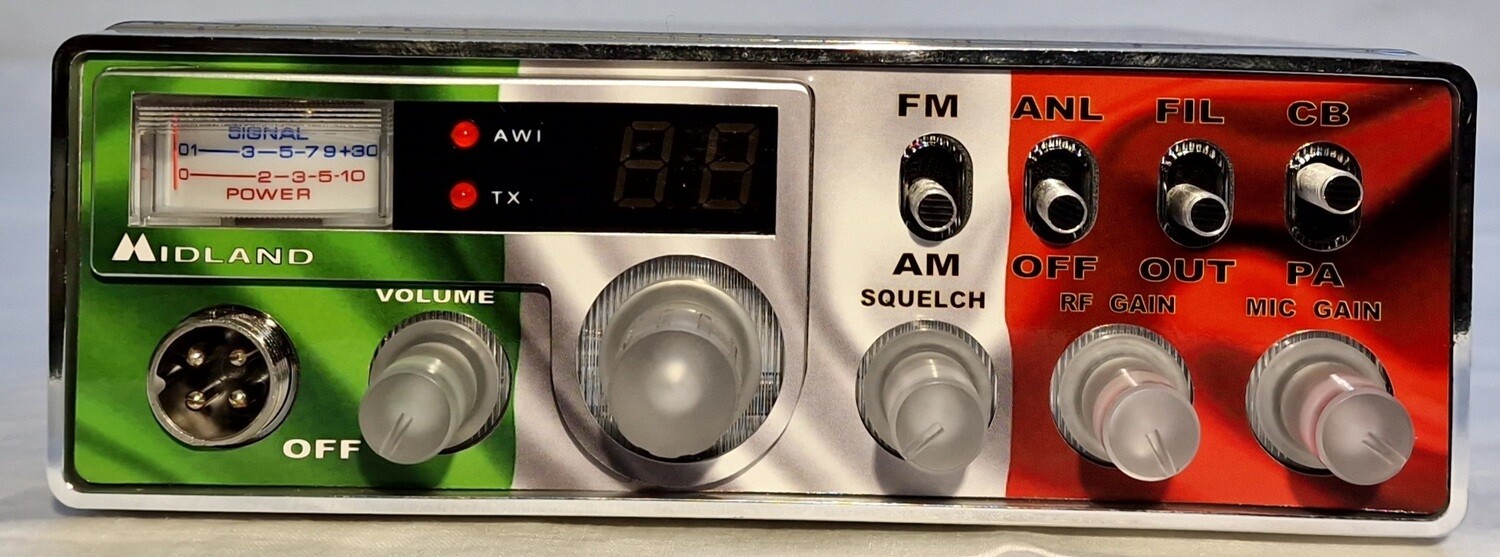 SIGNAL
01 3-5-7 9+30
0 2-3-5-10
POWER
AWI
TX
88
MIDLAND
VOLUME
OFF
FM
AM
SQUELCH
ANL
OFF
FIL
OUT
CB
PA
RF GAIN
MIC GAIN